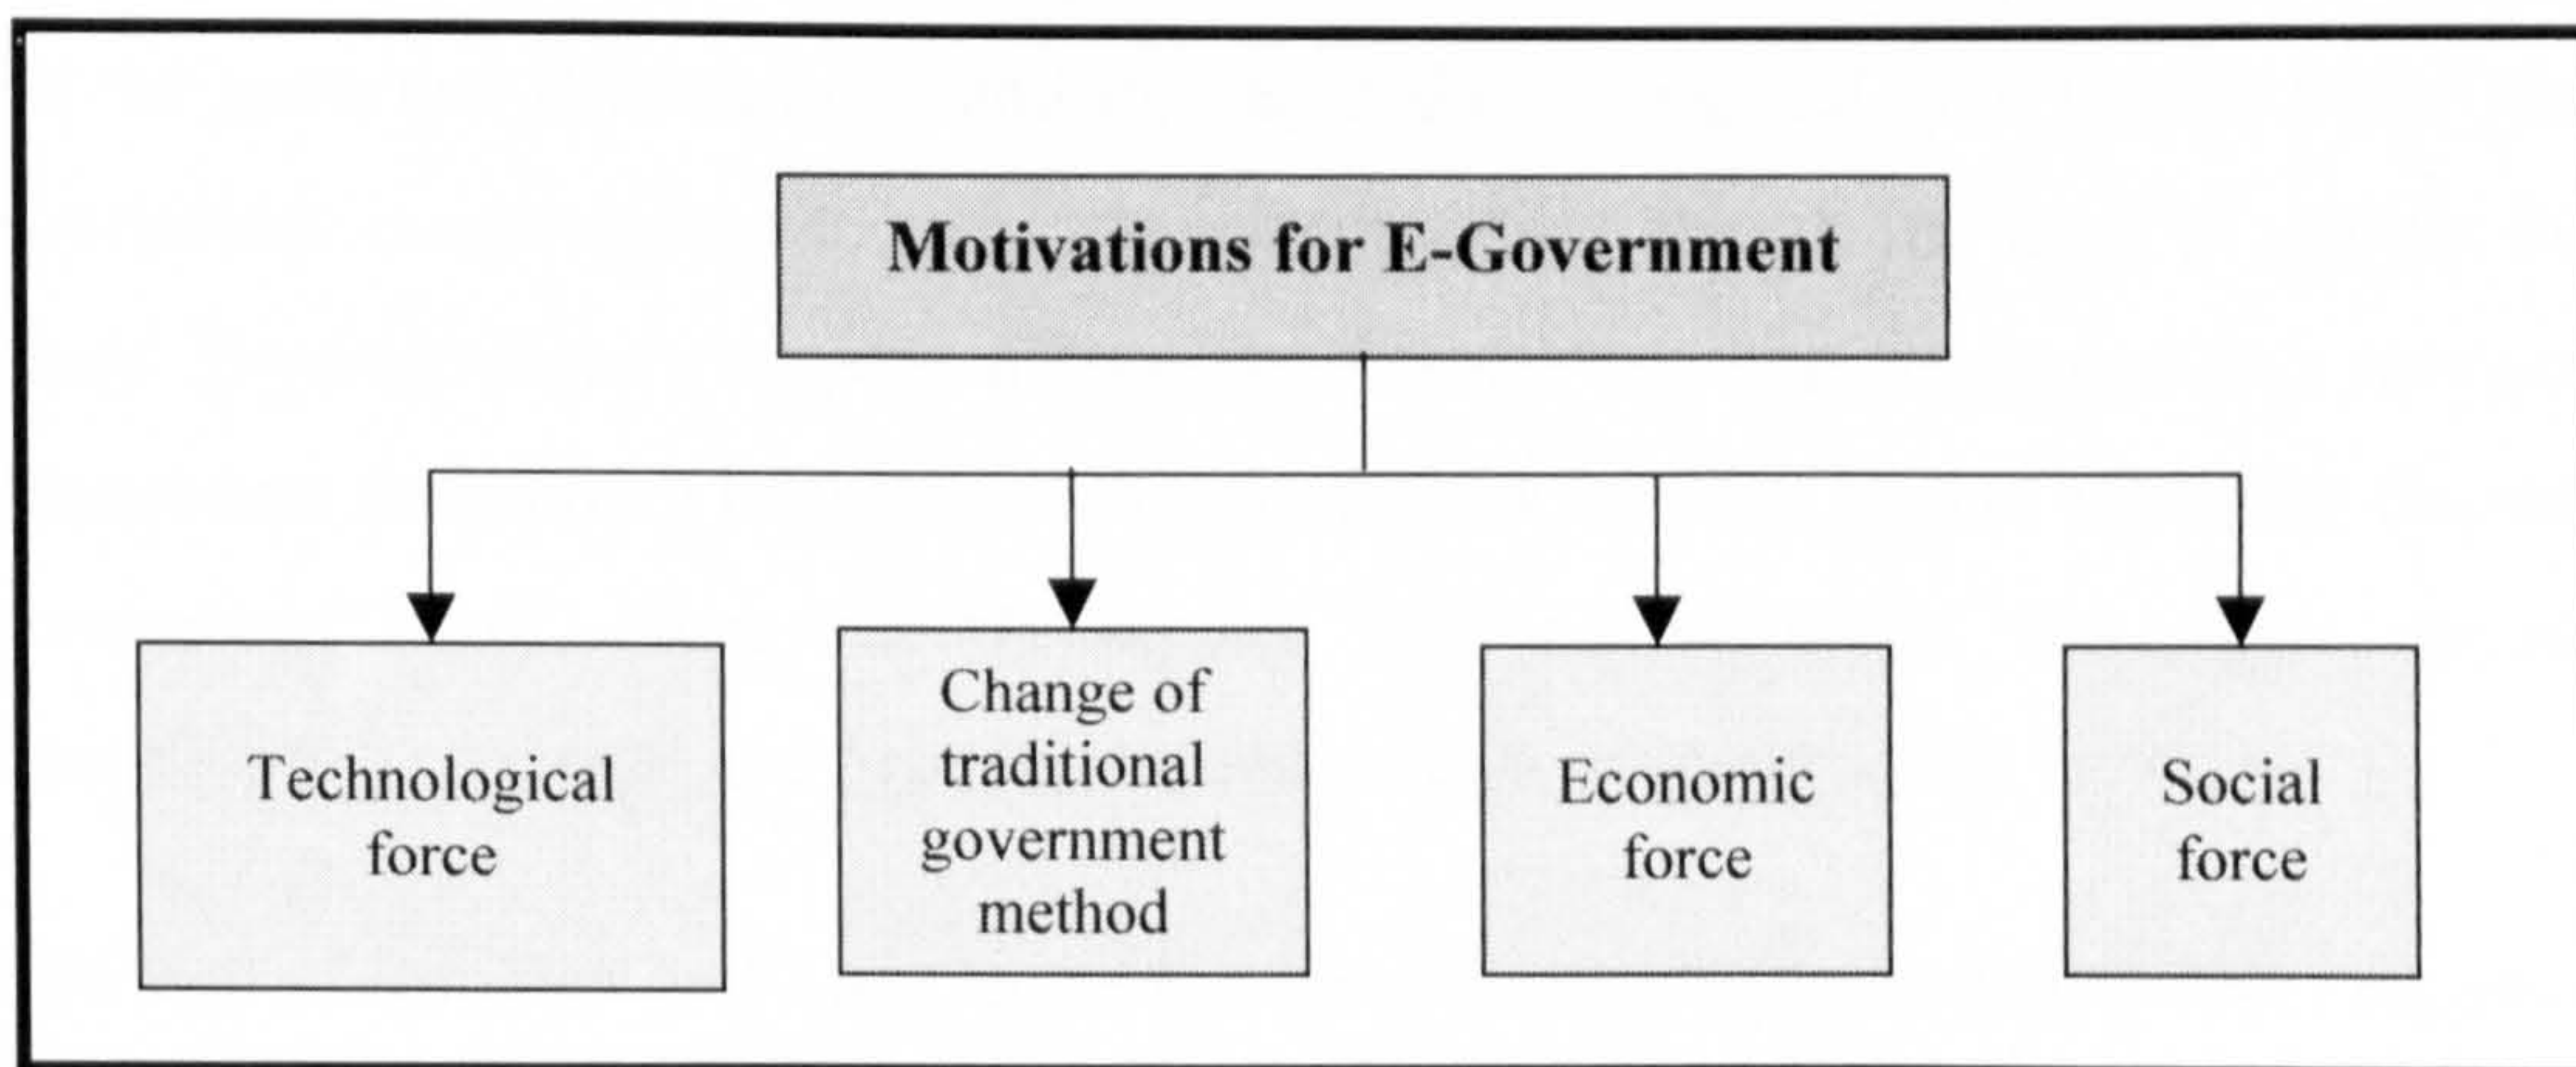 Motivations for E-Government
Technological
force
Change of
traditional
government
method
Economic
force
Social
force